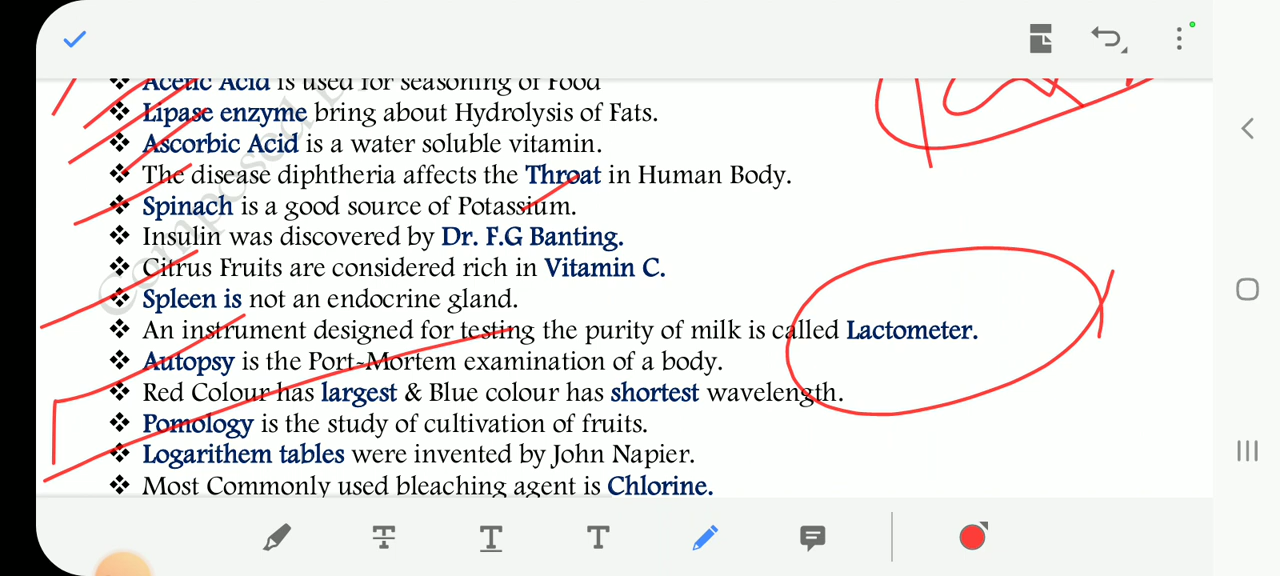 ❖ Acetic Acid is used for seasoning of Food
❖ Lipase enzyme bring about Hydrolysis of Fats.
❖ Ascorbic Acid is a water soluble vitamin.
❖ The disease diphtheria affects the Throat in Human Body.
❖ Spinach is a good source of Potassium.
❖ Insulin was discovered by Dr. F.G Banting.
❖ Citrus Fruits are considered rich in Vitamin C.
❖ Spleen is not an endocrine gland.
❖ An instrument designed for testing the purity of milk is called Lactometer.
❖ Autopsy is the Port-Mortem examination of a body.
❖ Red Colour has largest & Blue colour has shortest wavelength.
❖ Pomology is the study of cultivation of fruits.
❖ Logarithem tables were invented by John Napier.
❖ Most Commonly used bleaching agent is Chlorine.
Composed